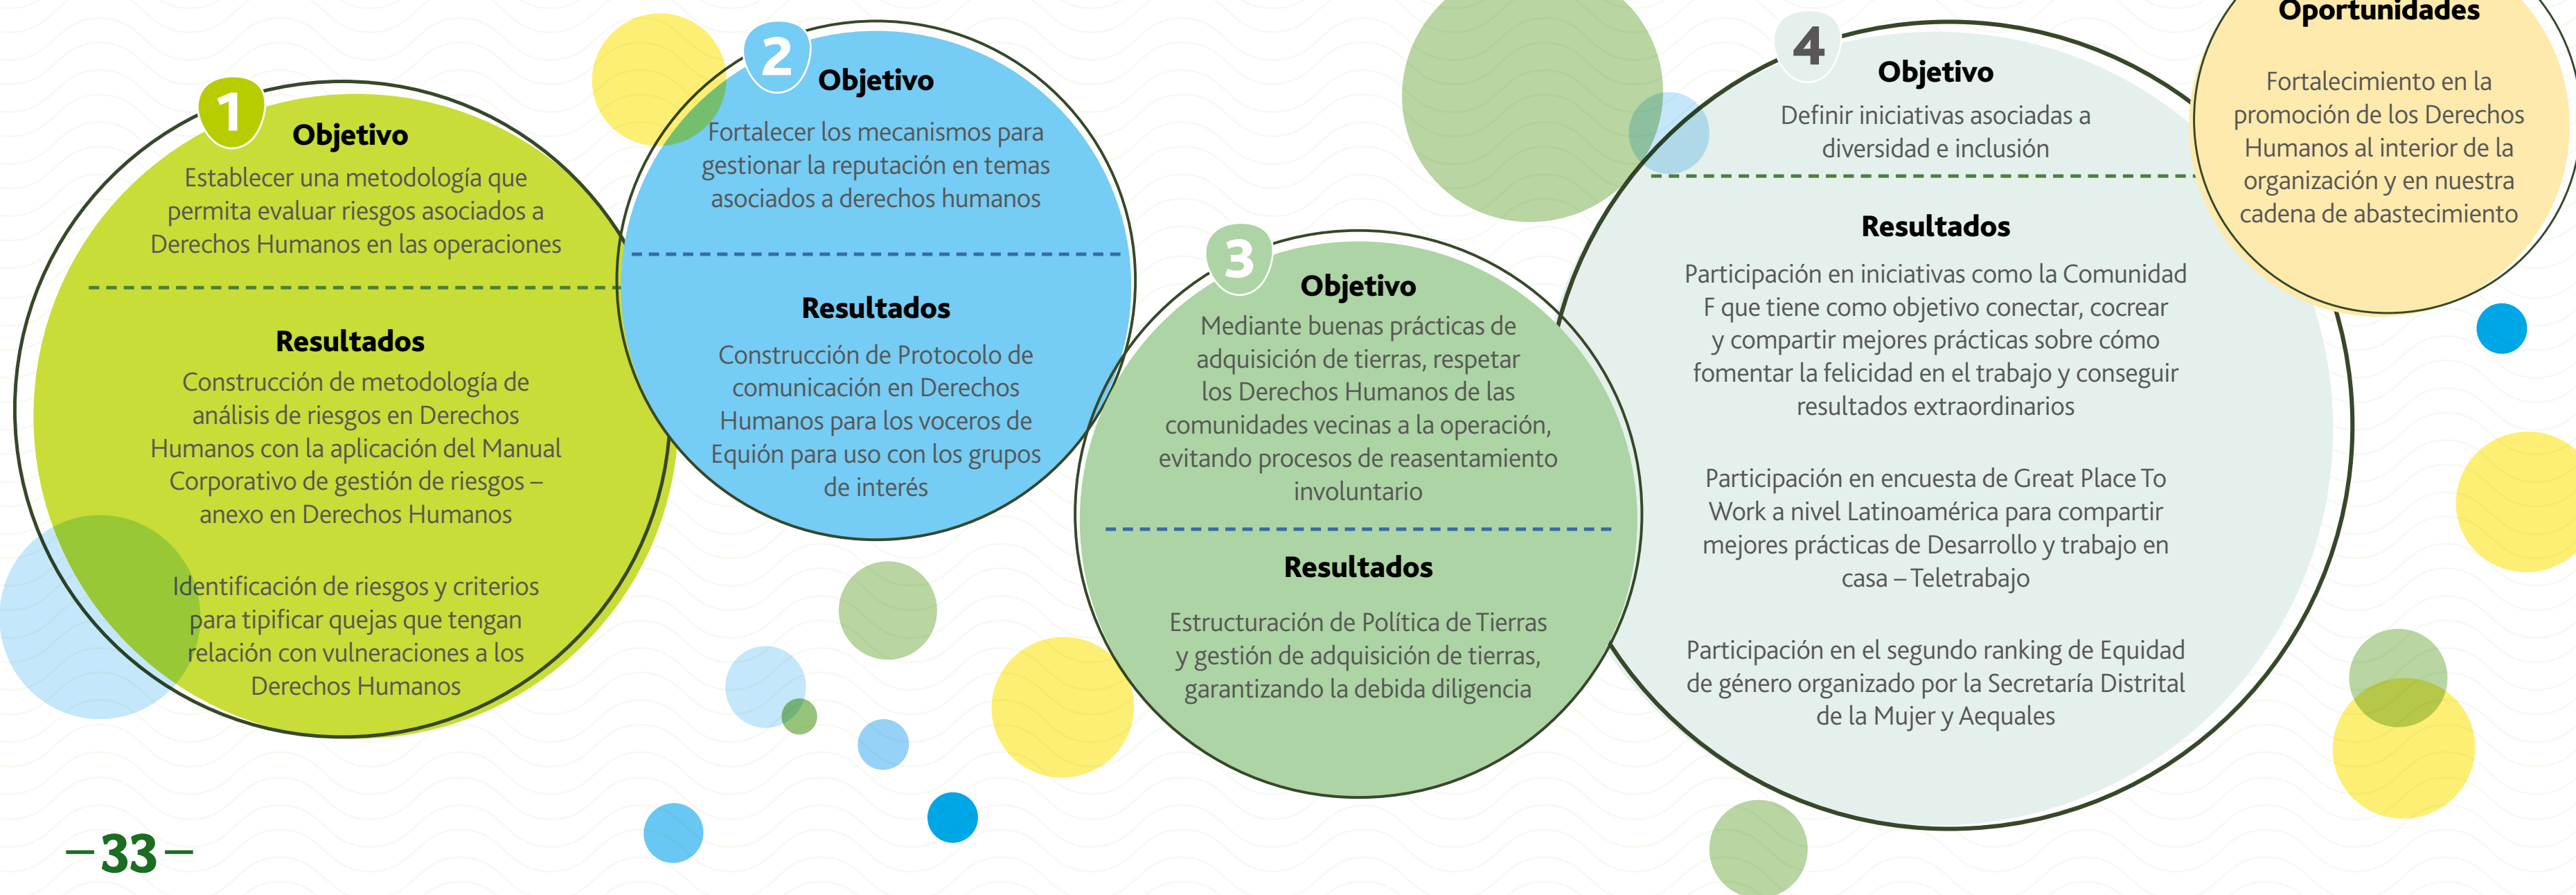 1
Objetivo
Establecer una metodología que
permita evaluar riesgos asociados a
Derechos Humanos en las operaciones
Resultados
Construcción de metodología de
análisis de riesgos en Derechos
Humanos con la aplicación del Manual
Corporativo de gestión de riesgos –
anexo en Derechos Humanos
Identificación de riesgos y criterios
para tipificar quejas que tengan
relación con vulneraciones a los
Derechos Humanos
2
Objetivo
Fortalecer los mecanismos para
gestionar la reputación en temas
asociados a derechos humanos
Resultados
Construcción de Protocolo de
comunicación en Derechos
Humanos para los voceros de
Equión para uso con los grupos
de interés
3
Objetivo
Mediante buenas prácticas de
adquisición de tierras, respetar
los Derechos Humanos de las
comunidades vecinas a la operación,
evitando procesos de reasentamiento
involuntario
Resultados
Estructuración de Política de Tierras
y gestión de adquisición de tierras,
garantizando la debida diligencia
4
Objetivo
Definir iniciativas asociadas a
diversidad e inclusión
Resultados
Participación en iniciativas como la Comunidad
F que tiene como objetivo conectar, cocrear
y compartir mejores prácticas sobre cómo
fomentar la felicidad en el trabajo y conseguir
resultados extraordinarios
Participación en encuesta de Great Place To
Work a nivel Latinoamérica para compartir
mejores prácticas de Desarrollo y trabajo en
casa – Teletrabajo
Participación en el segundo ranking de Equidad
de género organizado por la Secretaría Distrital
de la Mujer y Aequales
Oportunidades
Fortalecimiento en la
promoción de los Derechos
Humanos al interior de la
organización y en nuestra
cadena de abastecimiento
–33–